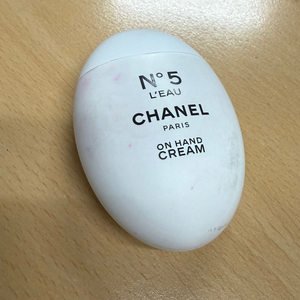 N°5
L'EAU
CHANEL
PARIS
ON HAND
CREAM